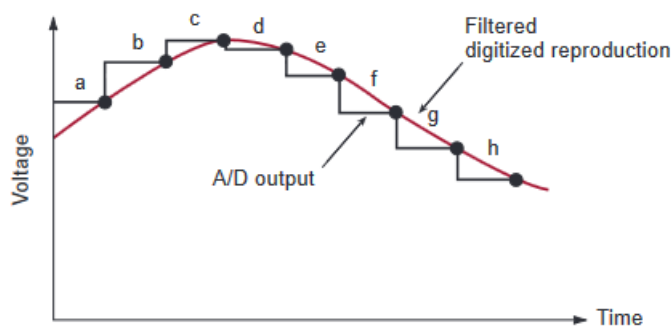 c
d
b
e
a
f
Filtered
digitized reproduction
g
h
A/D output
Voltage
Time